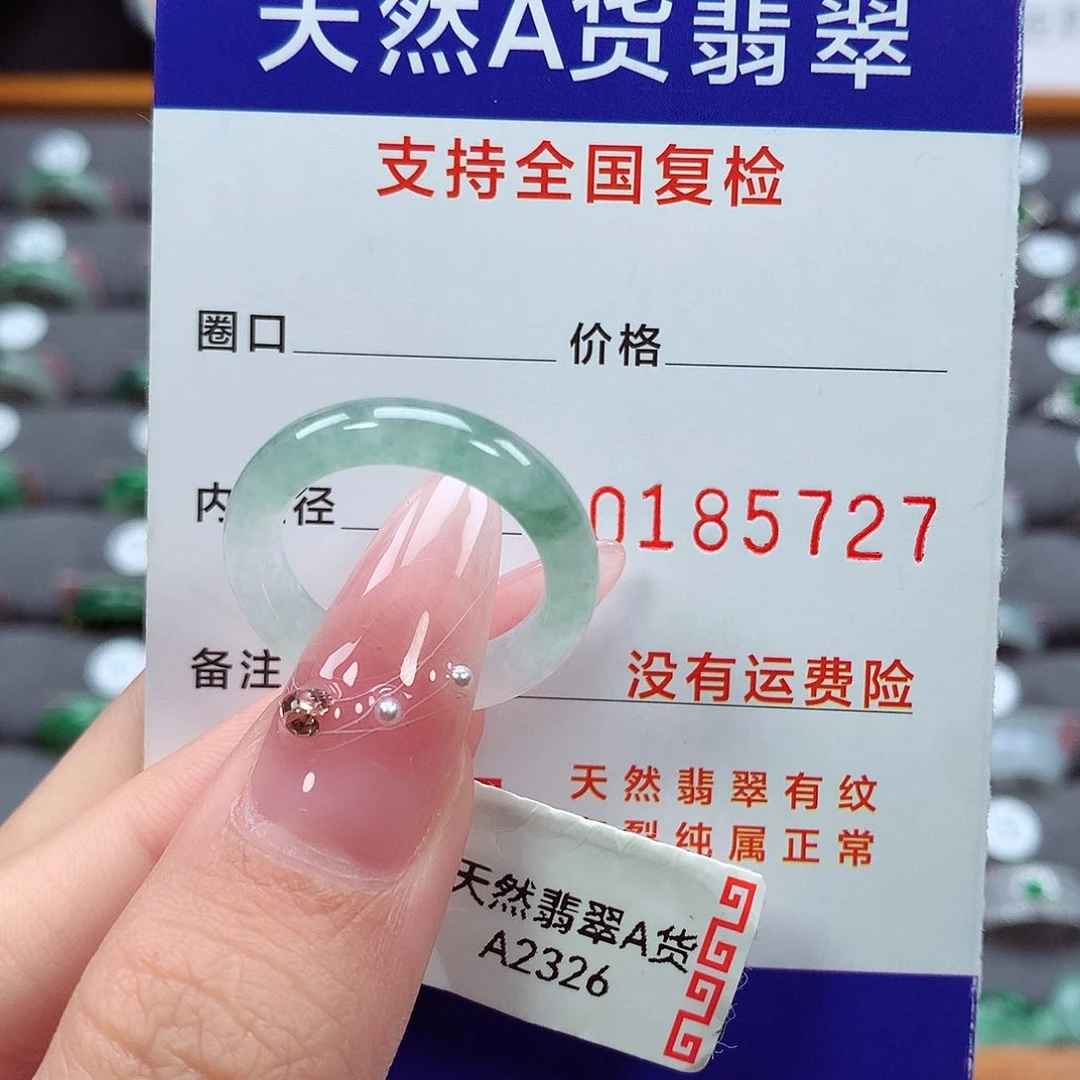 天然A货翡翠
支持全国复检
圈口 价格
内 径 0185727
备注 没有运费险
天然翡翠有纹
裂纯属正常
天然翡翠A货
A2326